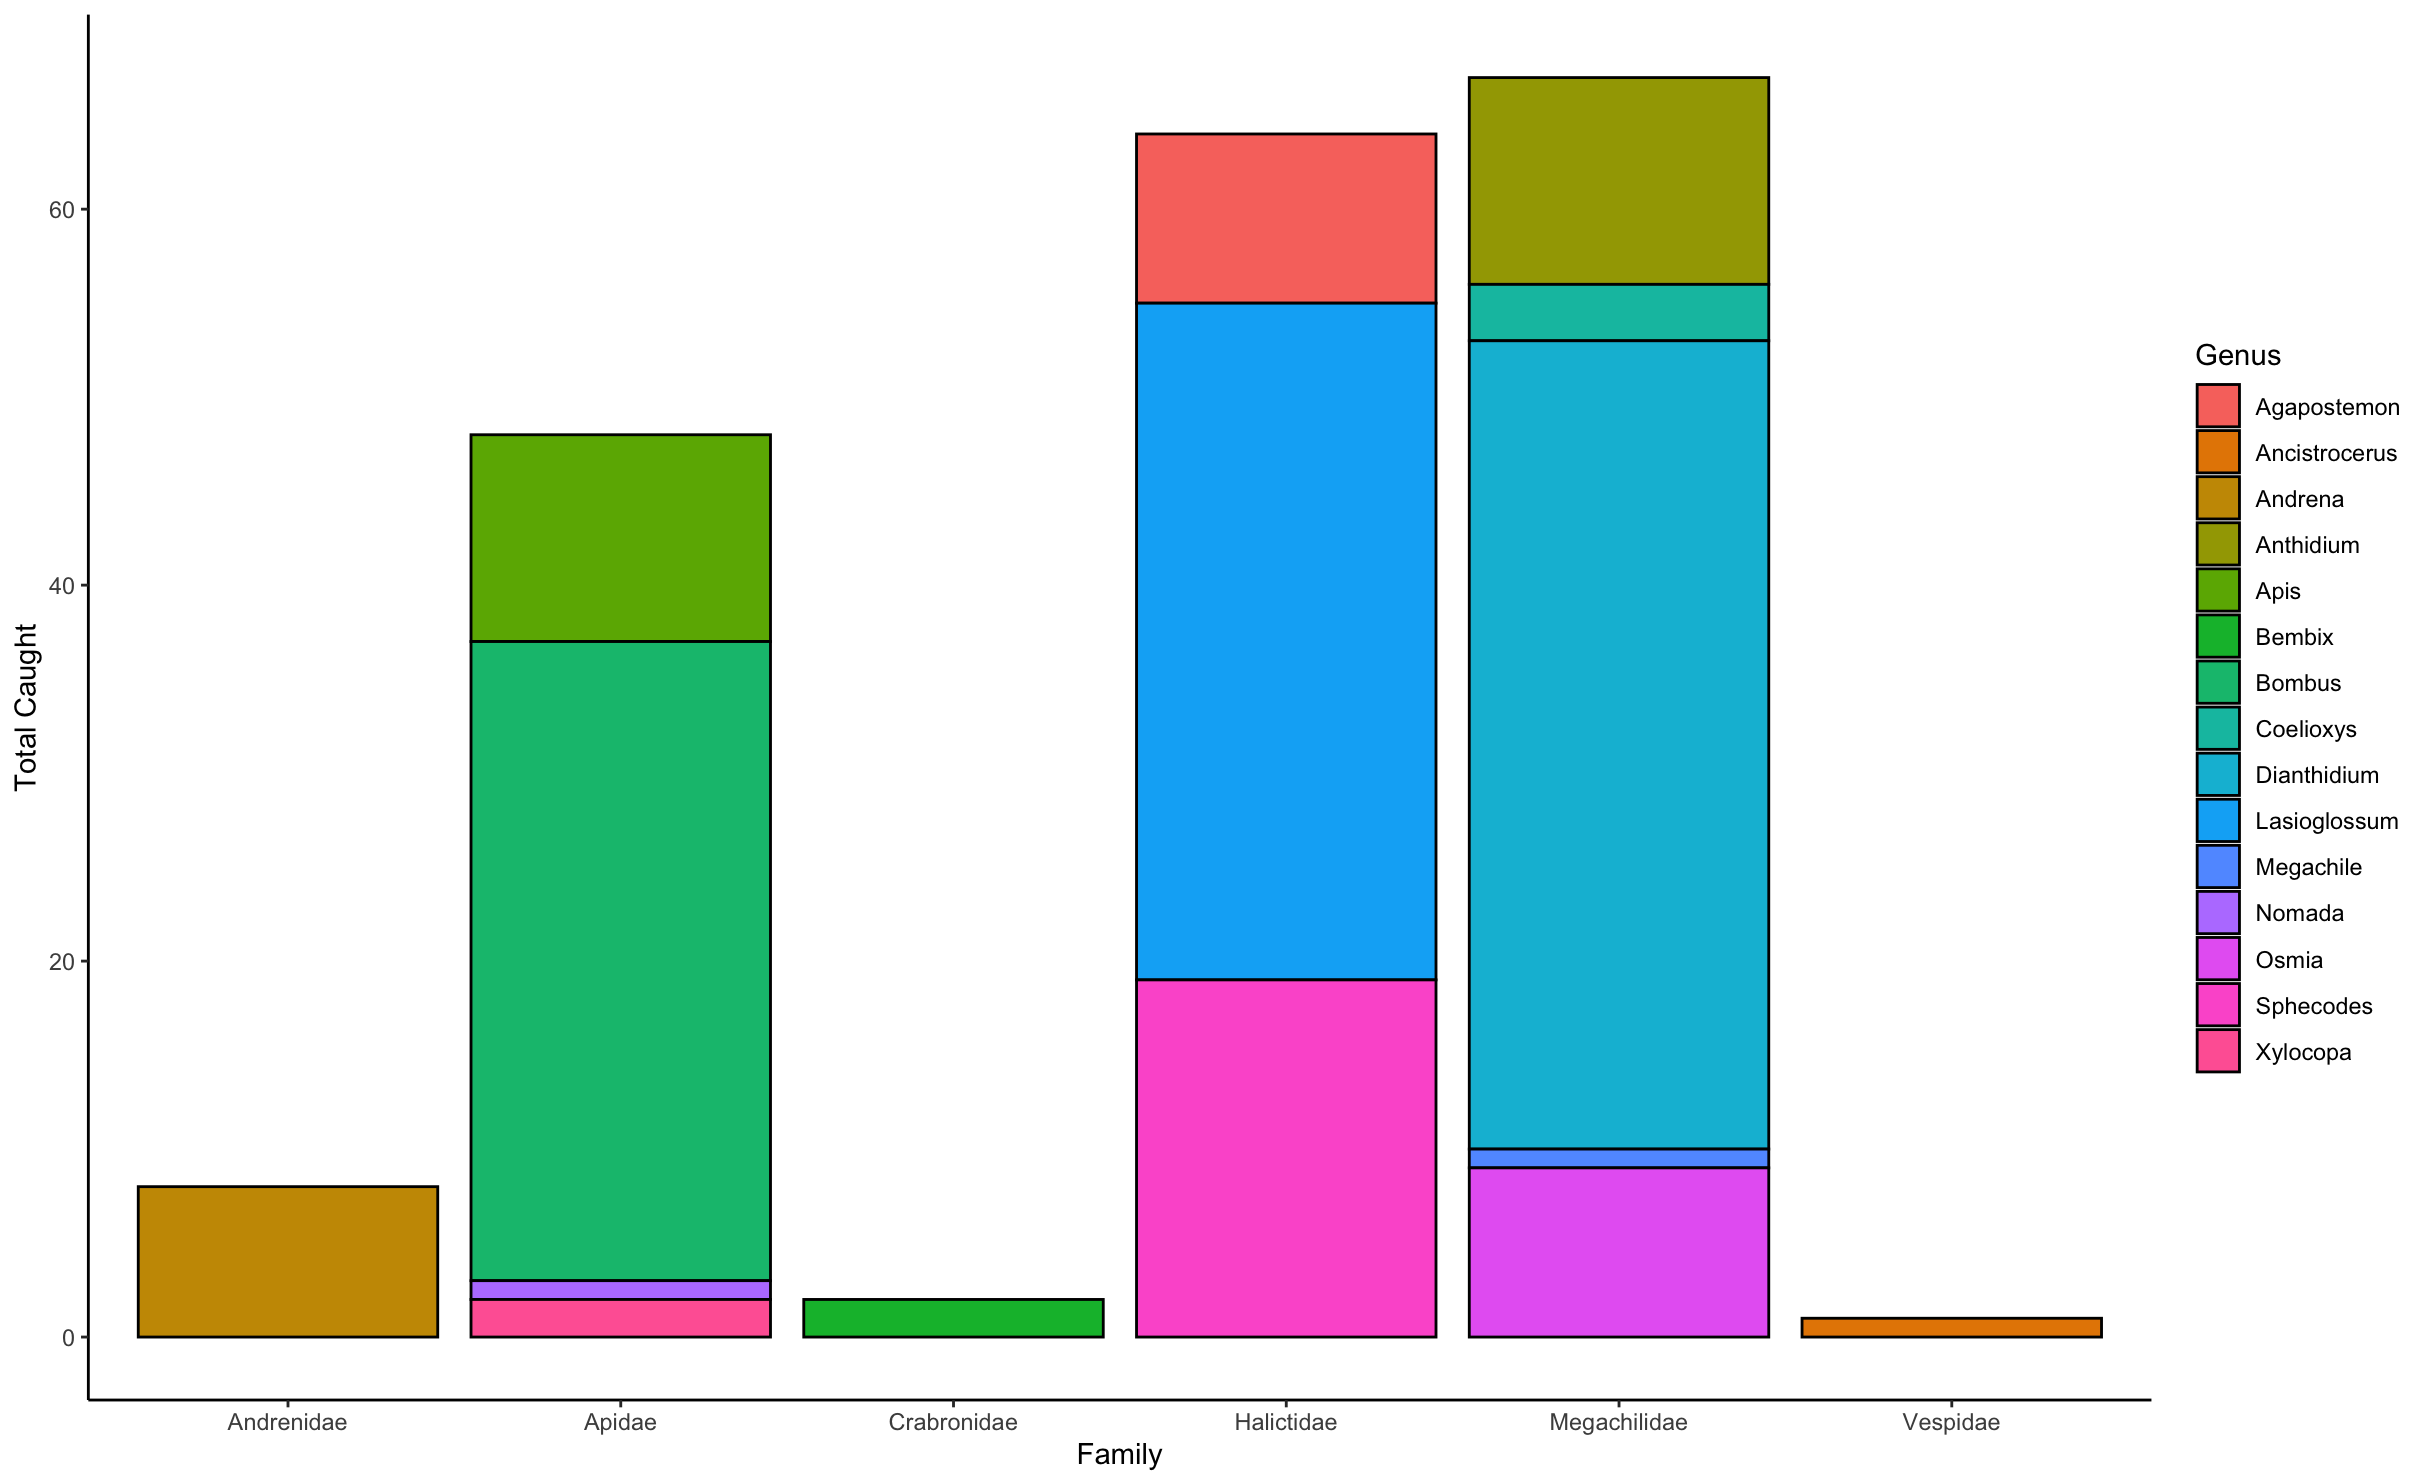 60
40
20
0
Total Caught
Andrenidae
Apidae
Crabronidae
Halictidae
Megachilidae
Vespidae
Family
Genus
Agapostemon
Ancistrocerus
Andrena
Anthidium
Apis
Bembix
Bombus
Coelioxys
Dianthidium
Lasioglossum
Megachile
Nomada
Osmia
Sphecodes
Xylocopa